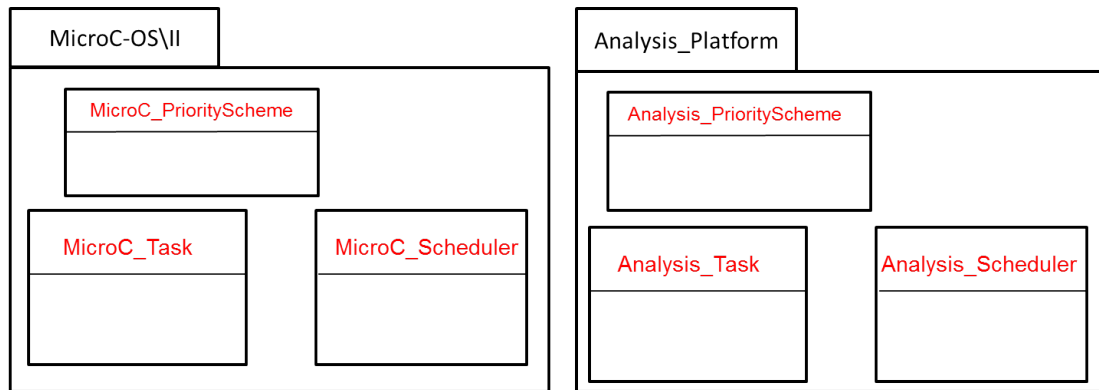 MicroC-OS\II
MicroC_PriorityScheme
MicroC_Task
MicroC_Scheduler
Analysis_Platform
Analysis_PriorityScheme
Analysis_Task
Analysis_Scheduler